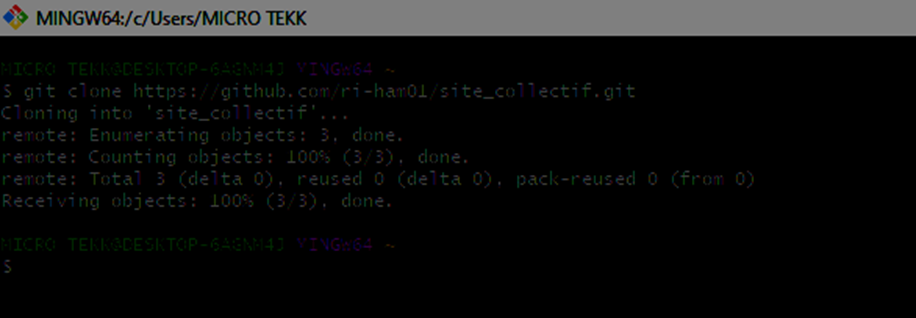 MINGW64:/c/Users/MICRO TEKK
MICRO TEKK@DESKTOP-6AGNM4J MINGW64 ~
$ git clone https://github.com/ri-ham01/site_collectif.git
Cloning into 'site_collectif'...
remote: Enumerating objects: 3, done.
remote: Counting objects: 100% (3/3), done.
remote: Total 3 (delta 0), reused 0 (delta 0), pack-reused 0 (from 0)
Receiving objects: 100% (3/3), done.
MICRO TEKK@DESKTOP-6AGNM4J MINGW64 ~
$